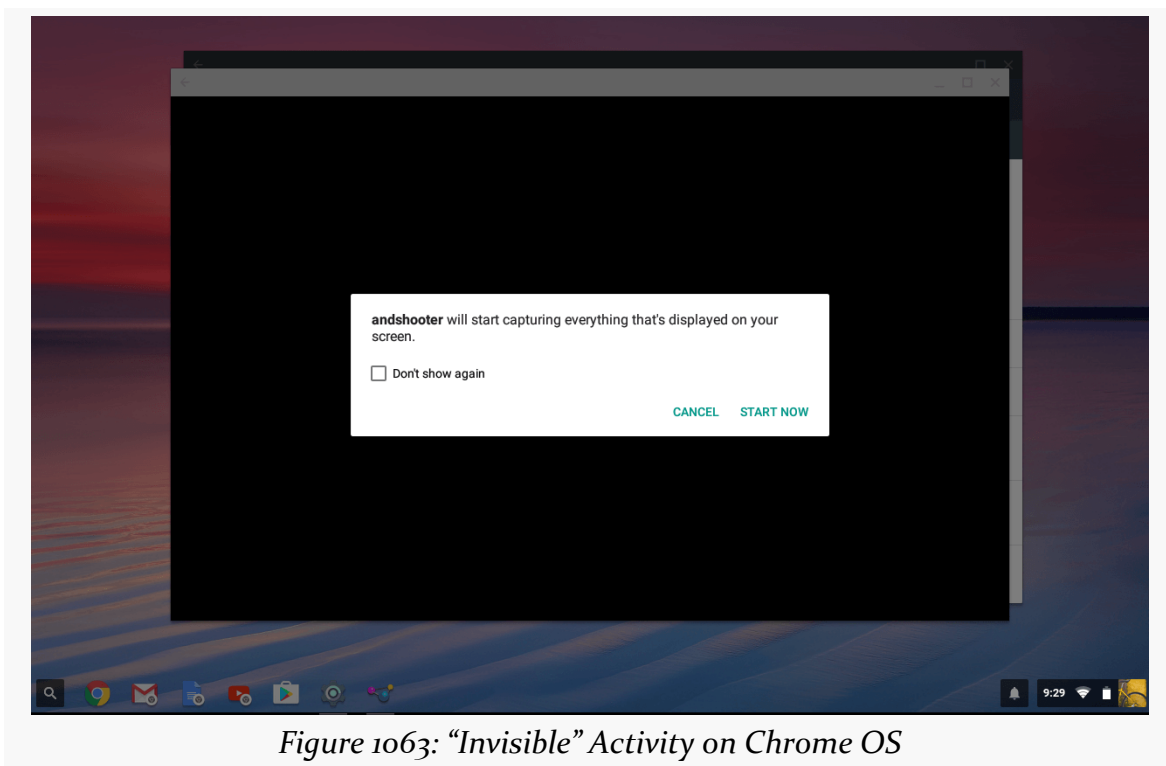 andshooter will start capturing everything that's displayed on your
screen.
Don't show again
CANCEL START NOW
9:29
Figure 1063: “Invisible” Activity on Chrome OS